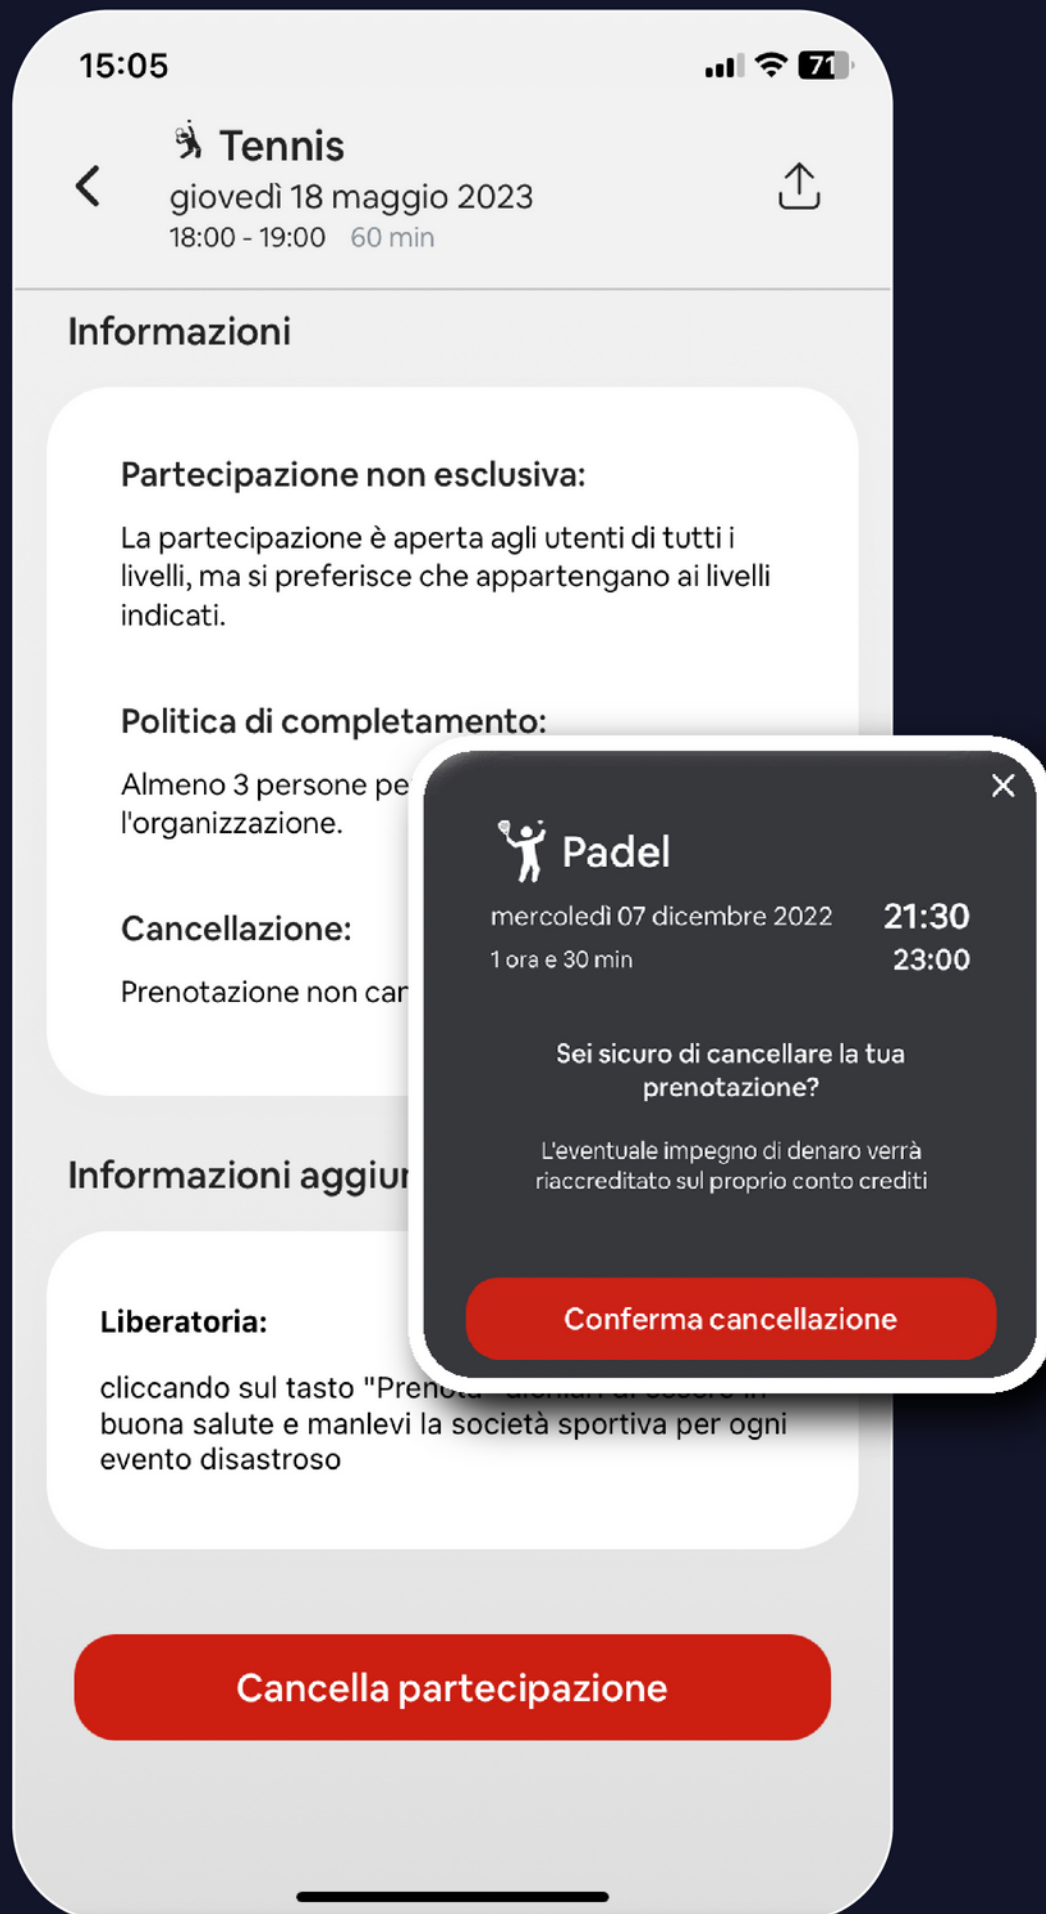 15:05
71
Tennis
giovedì 18 maggio 2023
18:00 - 19:00 60 min
Informazioni
Partecipazione non esclusiva:
La partecipazione è aperta agli utenti di tutti i
livelli, ma si preferisce che appartengano ai livelli
indicati.
Politica di completamento:
Almeno 3 persone
l'organizzazione.
Cancellazione:
Prenotazione non
Informazioni
Liberatoria:
cliccando sul tasto
buona salute e manlevi la società sportiva per ogni
evento disastroso
Cancella partecipazione
Padel
mercoledì 07 dicembre 2022 21:30
1 ora e 30 min 23:00
Sei sicuro di cancellare la tua
prenotazione?
L'eventuale impegno di denaro verrà
riaccreditato sul proprio conto crediti
Conferma cancellazione